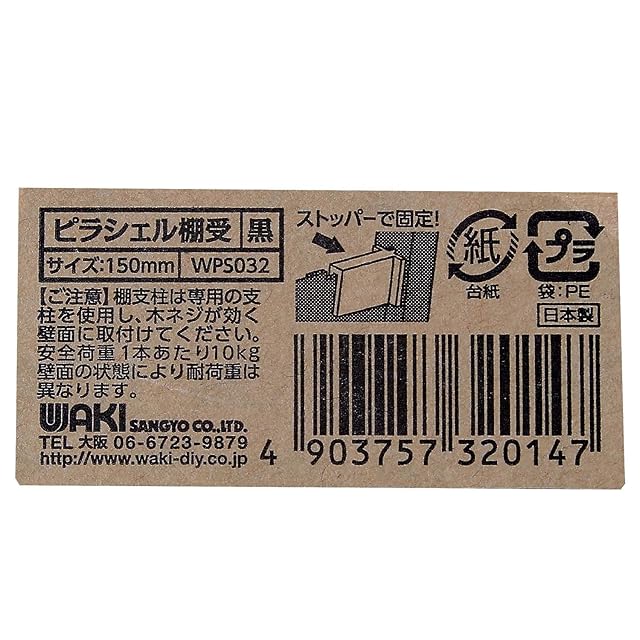 ピラシェル棚受 黒
サイズ:150mm WPS032
【ご注意】棚支柱は専用の支
柱を使用し、木ネジが効く
壁面に取付けてください。
安全荷重1本あたり10kg
壁面の状態により耐荷重は
異なります。
WAKI SANGYO CO.,LTD.
TEL 大阪 06-6723-9879
http://www.waki-diy.co.jp
ストッパーで固定!
紙
台紙
プラ
袋:PE
日本製
4 903757 320147